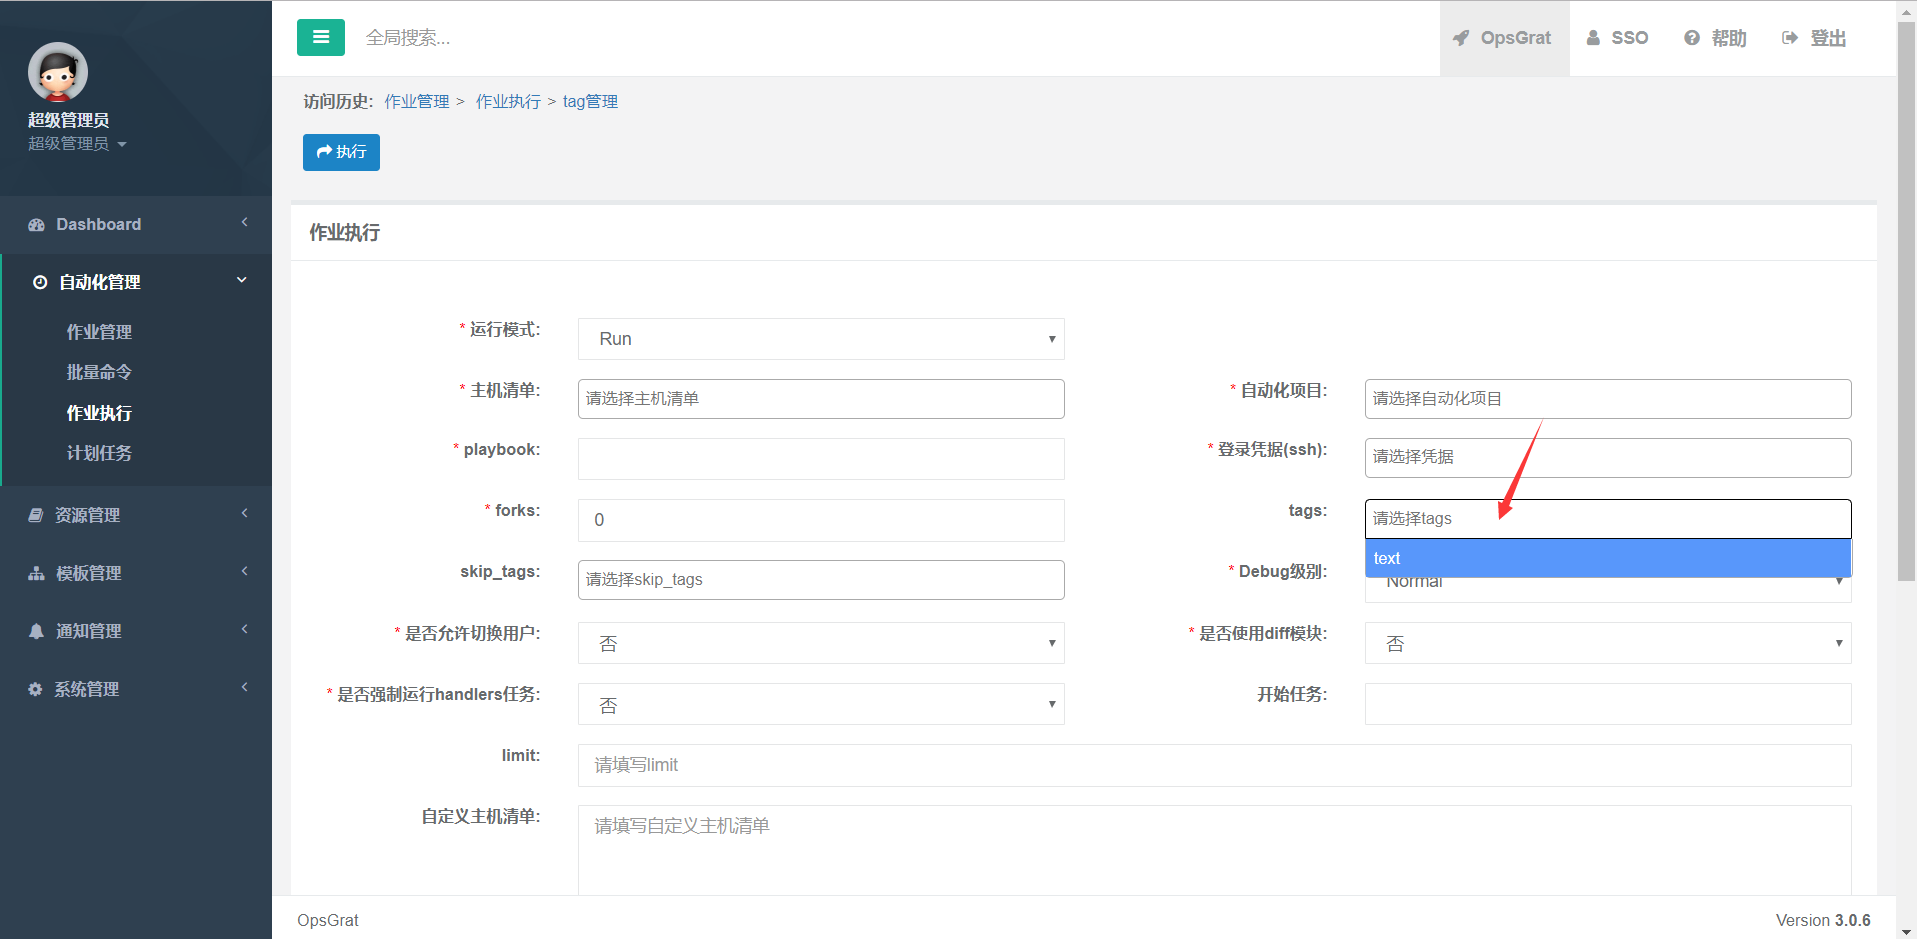 全局搜索...
OpsGrat
SSO
帮助
登出
超级管理员
超级管理员
Dashboard
自动化管理
作业管理
批量命令
作业执行
计划任务
资源管理
模板管理
通知管理
系统管理
访问历史: 作业管理 > 作业执行 > tag管理
执行
作业执行
* 运行模式: Run
* 主机清单: 请选择主机清单
* 自动化项目: 请选择自动化项目
* playbook:
* 登录凭据(ssh): 请选择凭据
* forks: 0
tags: 请选择tags
text
skip_tags: 请选择skip_tags
* Debug级别: Normal
* 是否允许切换用户: 否
* 是否使用diff模块: 否
* 是否强制运行handlers任务: 否
开始任务:
limit: 请填写limit
自定义主机清单: 请填写自定义主机清单
OpsGrat
Version 3.0.6